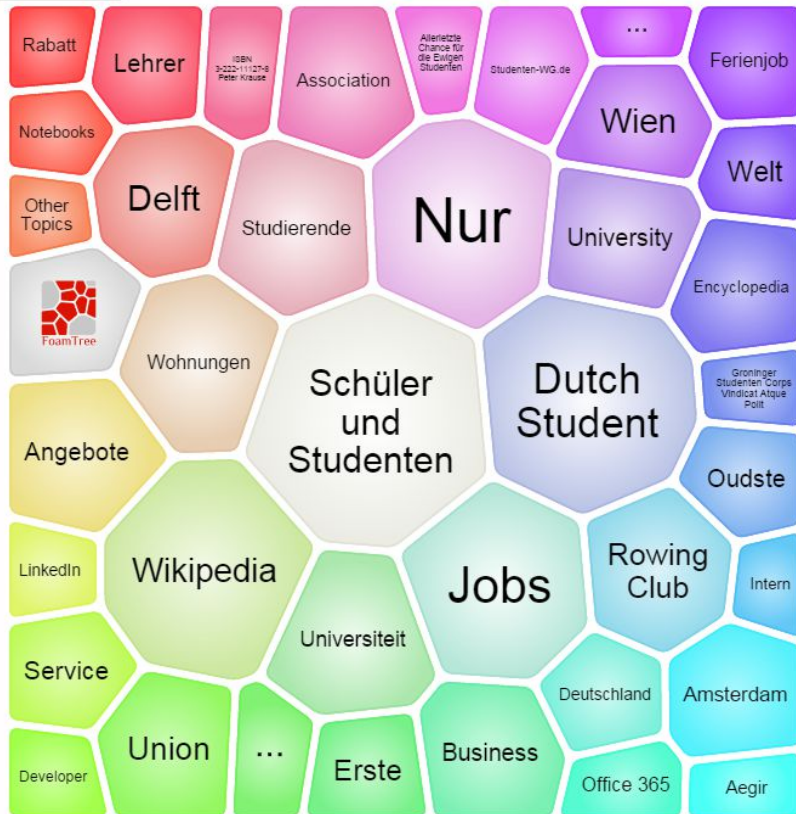 Rabatt
Lehrer
ISBN
3-222-11127-8
Peter Krause
Association
Allerletzte
Chance für
die Ewigen
Studenten
Studenten-WG.de
...
Ferienjob
Notebooks
Delft
Studierende
Nur
Wien
Welt
Other
Topics
University
Encyclopedia
FoamTree
Wohnungen
Schüler
und
Studenten
Dutch
Student
Groninger
Studenten Corps
Vindicat Atque
Polit
Angebote
Oudste
LinkedIn
Wikipedia
Universiteit
Jobs
Rowing
Club
Intern
Service
Deutschland
Amsterdam
Developer
Union
...
Erste
Business
Office 365
Aegir